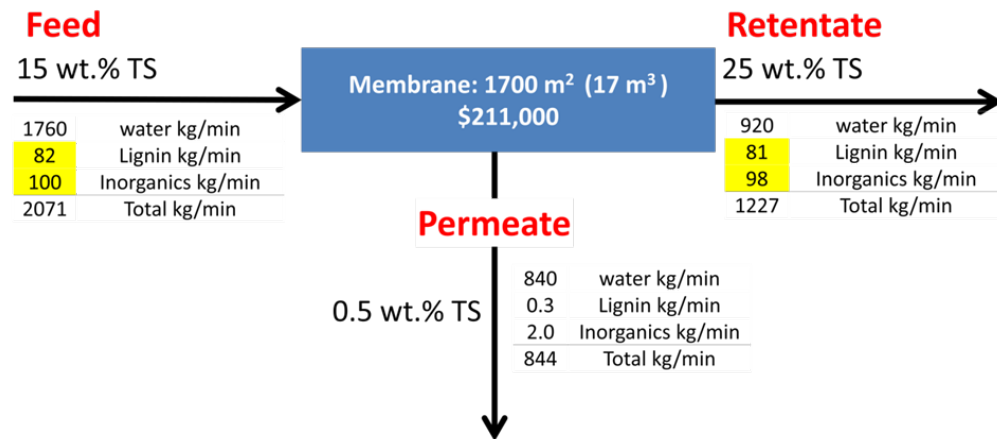 Feed
15 wt.% TS
1760 water kg/min
82 Lignin kg/min
100 Inorganics kg/min
2071 Total kg/min
Membrane: 1700 m² (17 m³)
$211,000
Retentate
25 wt.% TS
920 water kg/min
81 Lignin kg/min
98 Inorganics kg/min
1227 Total kg/min
Permeate
0.5 wt.% TS
840 water kg/min
0.3 Lignin kg/min
2.0 Inorganics kg/min
844 Total kg/min